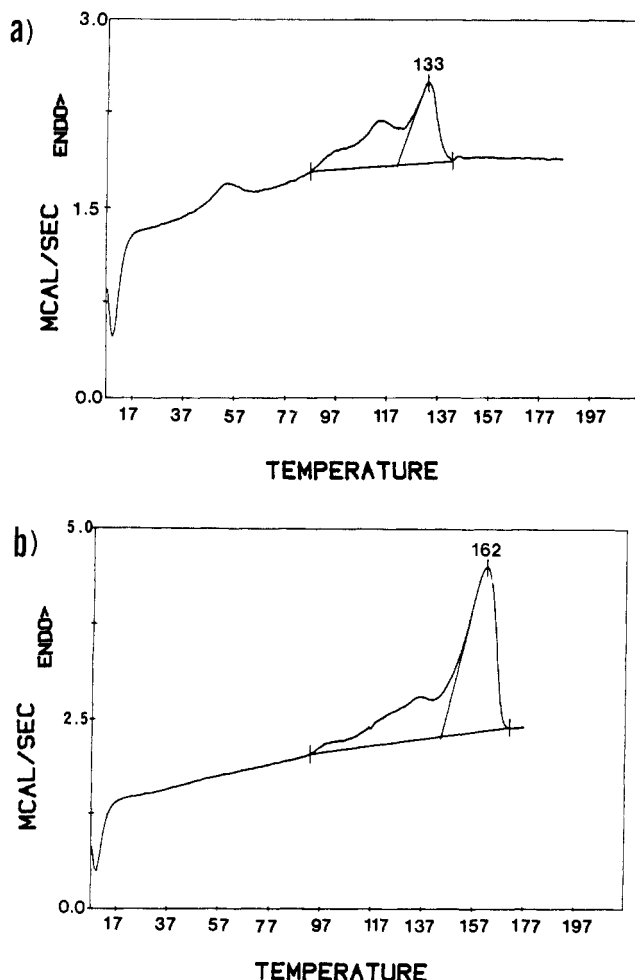 a)
3.0
133
ENDO>
MCAL/SEC
1.5
0.0
17 37 57 77 97 117 137 157 177 197
TEMPERATURE
b)
5.0
162
ENDO>
MCAL/SEC
2.5
0.0
17 37 57 77 97 117 137 157 177 197
TEMPERATURE